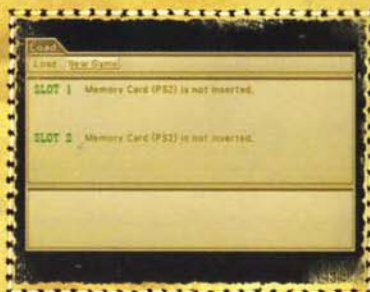 Load
Load New Game
SLOT 1 Memory Card (PS2) is not inserted.
SLOT 2 Memory Card (PS2) is not inserted.